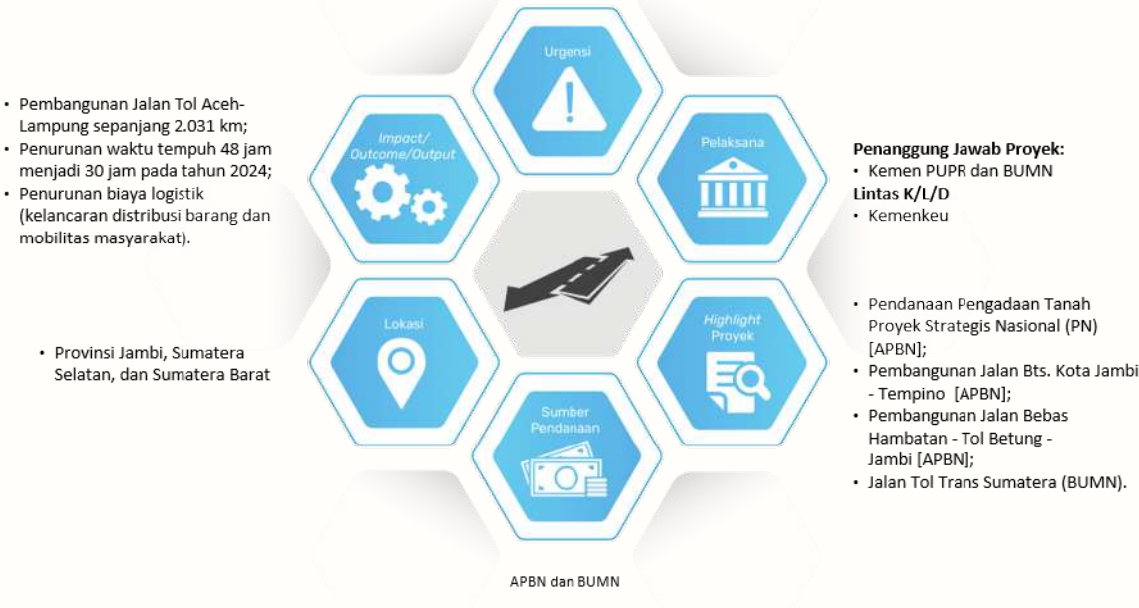 Urgensi
• Pembangunan Jalan Tol Aceh-
Lampung sepanjang 2.031 km;
• Penurunan waktu tempuh 48 jam
menjadi 30 jam pada tahun 2024;
• Penurunan biaya logistik
(kelancaran distribusi barang dan
mobilitas masyarakat).
Impact/
Outcome/Output
Pelaksana
Penanggung Jawab Proyek:
• Kemen PUPR dan BUMN
Lintas K/L/D
• Kemenkeu
Lokasi
• Provinsi Jambi, Sumatera
Selatan, dan Sumatera Barat
Highlight
Proyek
• Pendanaan Pengadaan Tanah
Proyek Strategis Nasional (PN)
[APBN];
• Pembangunan Jalan Bts. Kota Jambi
- Tempino [APBN];
• Pembangunan Jalan Bebas
Hambatan - Tol Betung -
Jambi [APBN];
• Jalan Tol Trans Sumatera (BUMN).
Sumber
Pendanaan
APBN dan BUMN